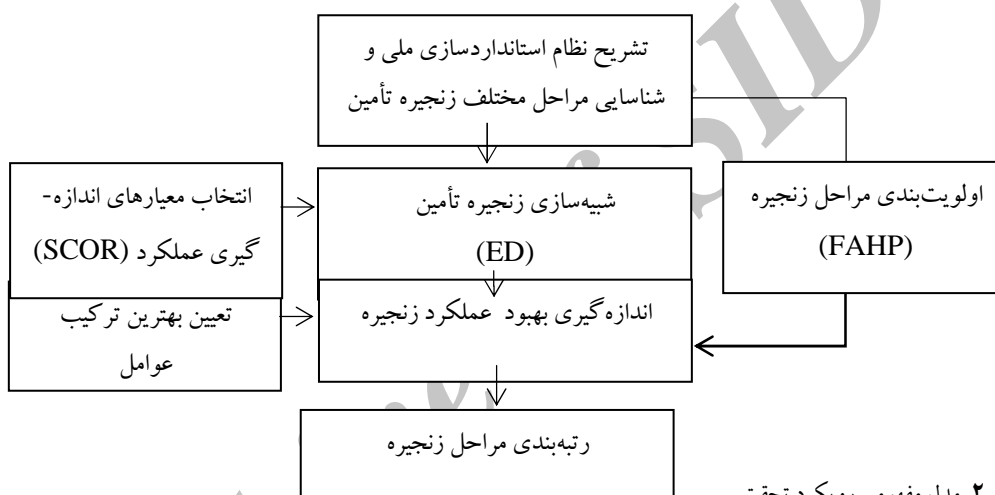 تشریح نظام استانداردسازی ملی و
شناسایی مراحل مختلف زنجیره تأمین
انتخاب معیارهای اندازه-
گیری عملکرد (SCOR)
شبیه‌سازی زنجیره تأمین
(ED)
اولویت‌بندی مراحل زنجیره
(FAHP)
تعیین بهترین ترکیب
عوامل
اندازه‌گیری بهبود عملکرد زنجیره
رتبه‌بندی مراحل زنجیره
۲